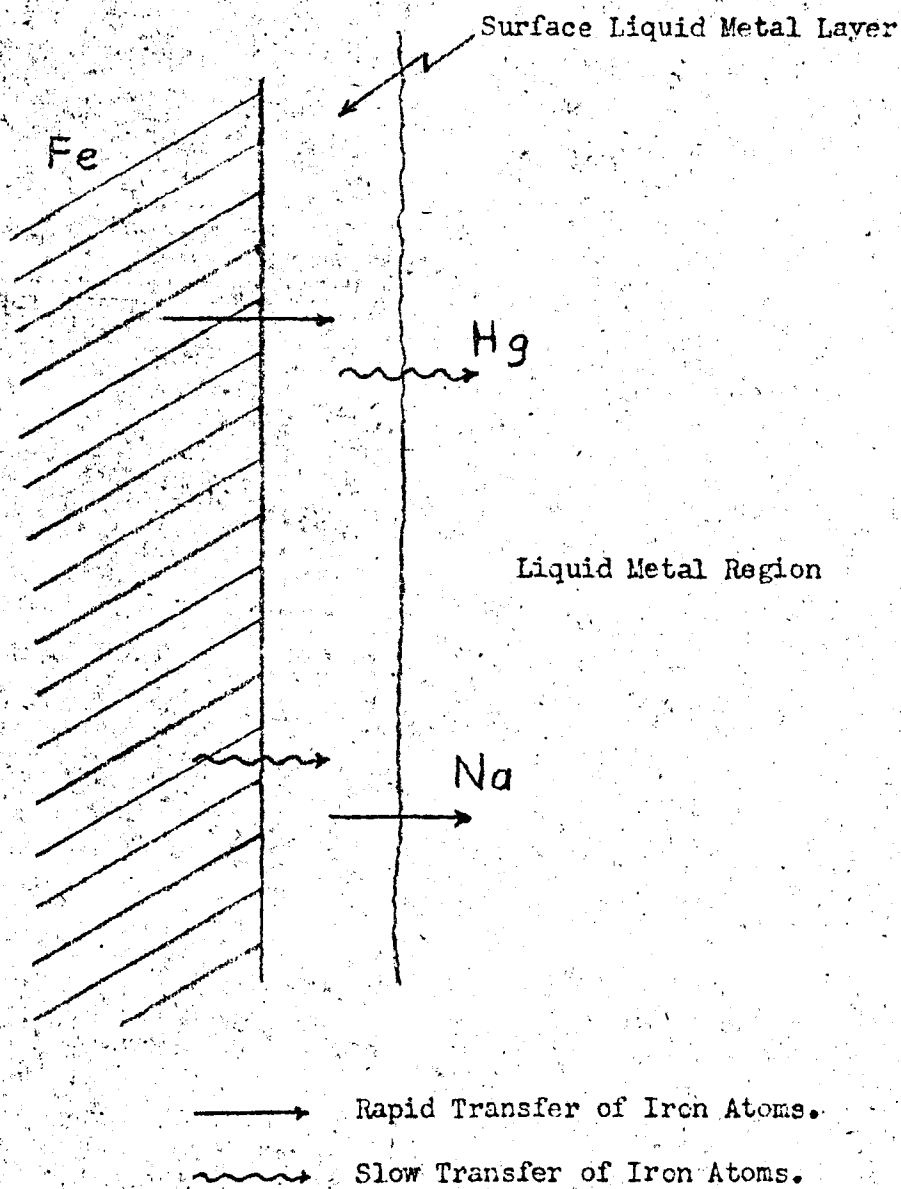 Surface Liquid Metal Layer
Fe
Hg
Liquid Metal Region
Na
Rapid Transfer of Iron Atoms.
Slow Transfer of Iron Atoms.